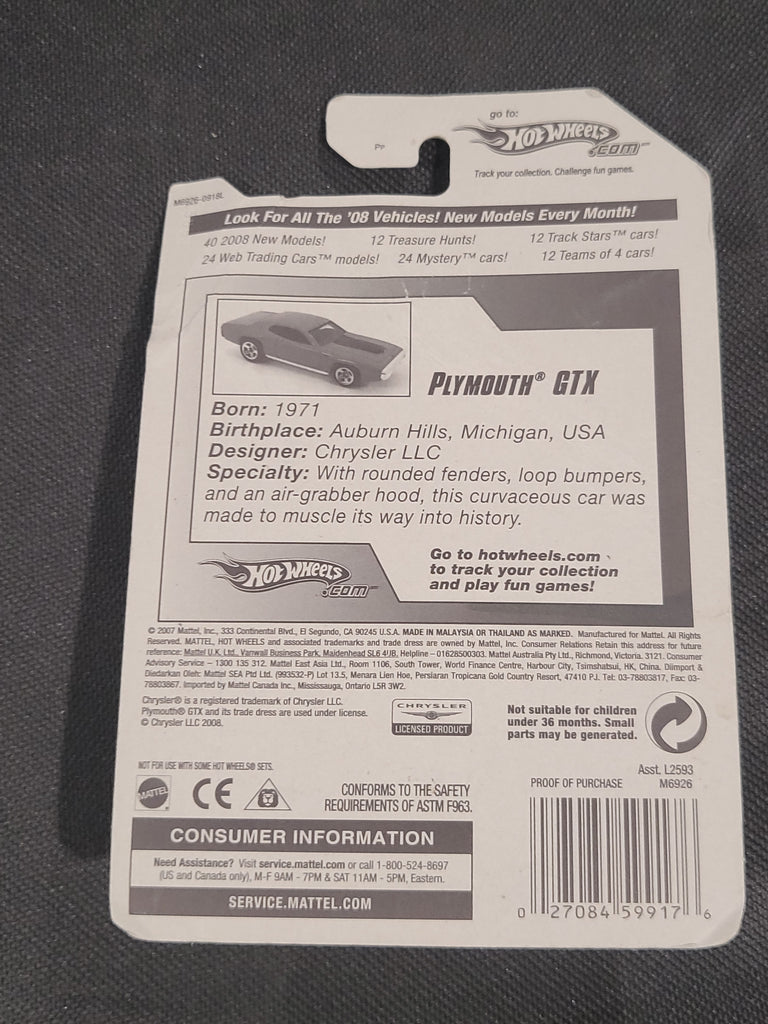 go to:
HOT WHEELS
.COM™
Track your collection. Challenge fun games.
PP
M6926-0918L
Look For All The '08 Vehicles! New Models Every Month!
40 2008 New Models! 12 Treasure Hunts! 12 Track Stars™ cars!
24 Web Trading Cars™ models! 24 Mystery™ cars! 12 Teams of 4 cars!
PLYMOUTH® GTX
Born: 1971
Birthplace: Auburn Hills, Michigan, USA
Designer: Chrysler LLC
Specialty: With rounded fenders, loop bumpers,
and an air-grabber hood, this curvaceous car was
made to muscle its way into history.
HOT WHEELS
.COM™
Go to hotwheels.com
to track your collection
and play fun games!
© 2007 Mattel, Inc., 333 Continental Blvd., El Segundo, CA 90245 U.S.A. MADE IN MALAYSIA OR THAILAND AS MARKED. Manufactured for Mattel. All Rights
Reserved. MATTEL, HOT WHEELS and associated trademarks and trade dress are owned by Mattel, Inc. Consumer Relations Retain this address for future
reference: Mattel U.K. Ltd., Vanwall Business Park, Maidenhead SL6 4UB. Helpline – 01628500303. Mattel Australia Pty Ltd., Richmond, Victoria. 3121. Consumer
Advisory Service – 1300 135 312. Mattel East Asia Ltd., Room 1106, South Tower, World Finance Centre, Harbour City, Tsimshatsui, HK, China. Diimport &
Diedarkan Oleh: Mattel SEA Ptd Ltd. (993532-P) Lot 13.5, Menara Lien Hoe, Persiaran Tropicana Golf Country Resort, 47410 PJ. Tel: 03-78803817, Fax: 03-
78803867. Imported by Mattel Canada Inc., Mississauga, Ontario L5R 3W2.
Chrysler® is a registered trademark of Chrysler LLC.
Plymouth® GTX and its trade dress are used under license.
© Chrysler LLC 2008.
CHRYSLER
LICENSED PRODUCT
Not suitable for children
under 36 months. Small
parts may be generated.
NOT FOR USE WITH SOME HOT WHEELS® SETS.
MATTEL
CE
CONFORMS TO THE SAFETY
REQUIREMENTS OF ASTM F963.
Asst. L2593
PROOF OF PURCHASE M6926
CONSUMER INFORMATION
Need Assistance? Visit service.mattel.com or call 1-800-524-8697
(US and Canada only), M-F 9AM - 7PM & SAT 11AM - 5PM, Eastern.
SERVICE.MATTEL.COM
0 27084 59917 6